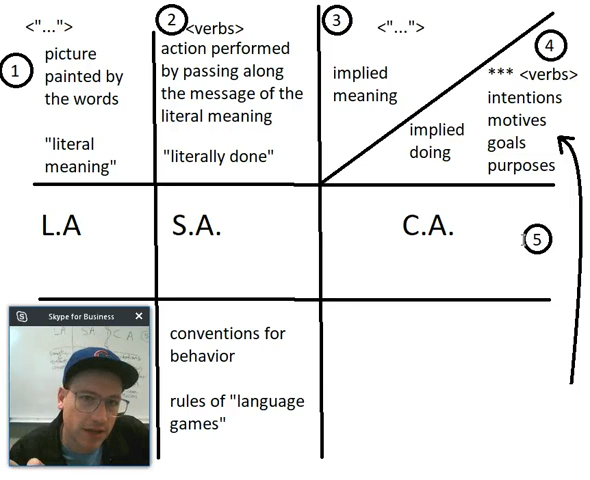 <"...">
1
picture
painted by
the words
"literal
meaning"
2
<verbs>
action performed
by passing along
the message of the
literal meaning
"literally done"
3
<"...">
implied
meaning
implied
doing
4
*** <verbs>
intentions
motives
goals
purposes
L.A
S.A.
C.A.
5
Skype for Business
conventions for
behavior
rules of "language
games"